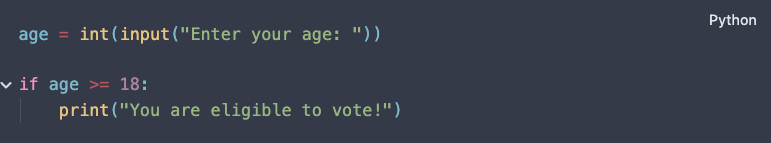 Python
age = int(input("Enter your age: "))
if age >= 18:
    print("You are eligible to vote!")